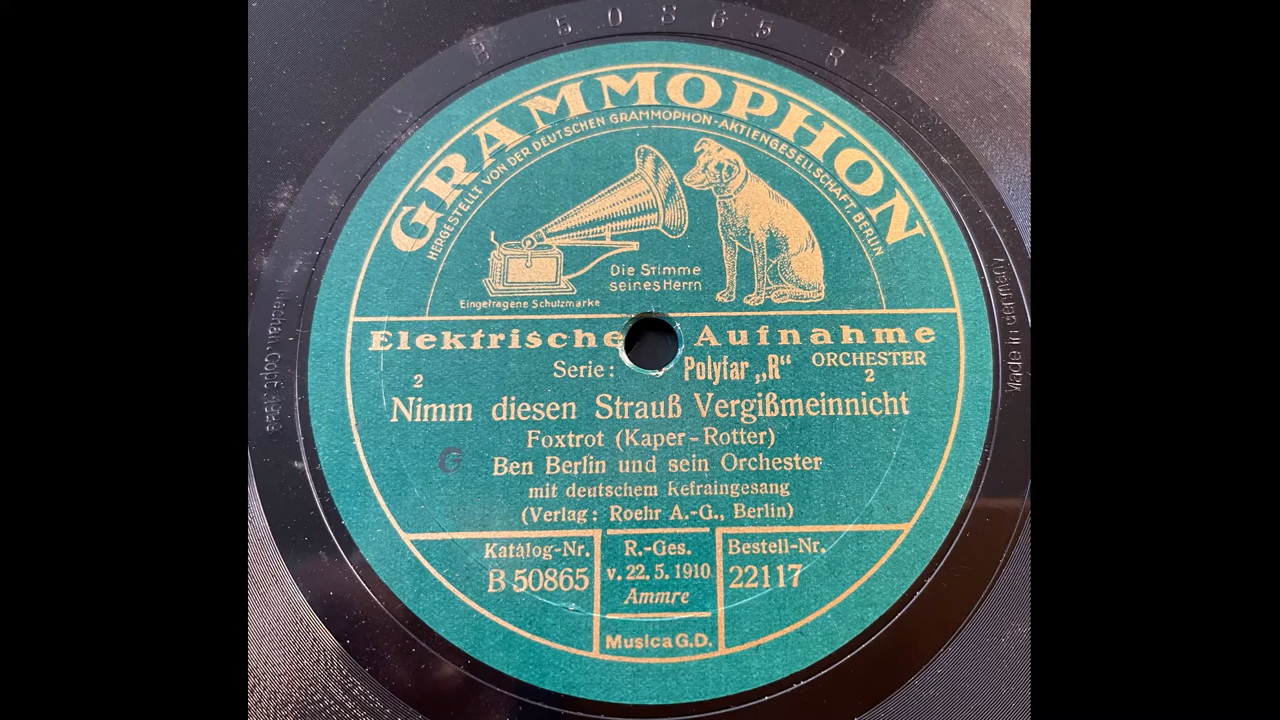 B 50865 R
GRAMMOPHON
HERGESTELLT VON DER DEUTSCHEN GRAMMOPHON-AKTIENGESELLSCHAFT, BERLIN
Die Stimme
seines Herrn
Eingetragene Schutzmarke
Elektrische Aufnahme
Serie: Polyfar „R“ ORCHESTER
2 2
Nimm diesen Strauß Vergißmeinnicht
Foxtrot (Kaper-Rotter)
G
Ben Berlin und sein Orchester
mit deutschem Refraingesang
(Verlag: Roehr A.-G., Berlin)
Katalog-Nr. R.-Ges. Bestell-Nr.
B 50865 v. 22. 5. 1910 22117
Ammre
Musica G.D.
Mechan. Copr.
Made in Germany